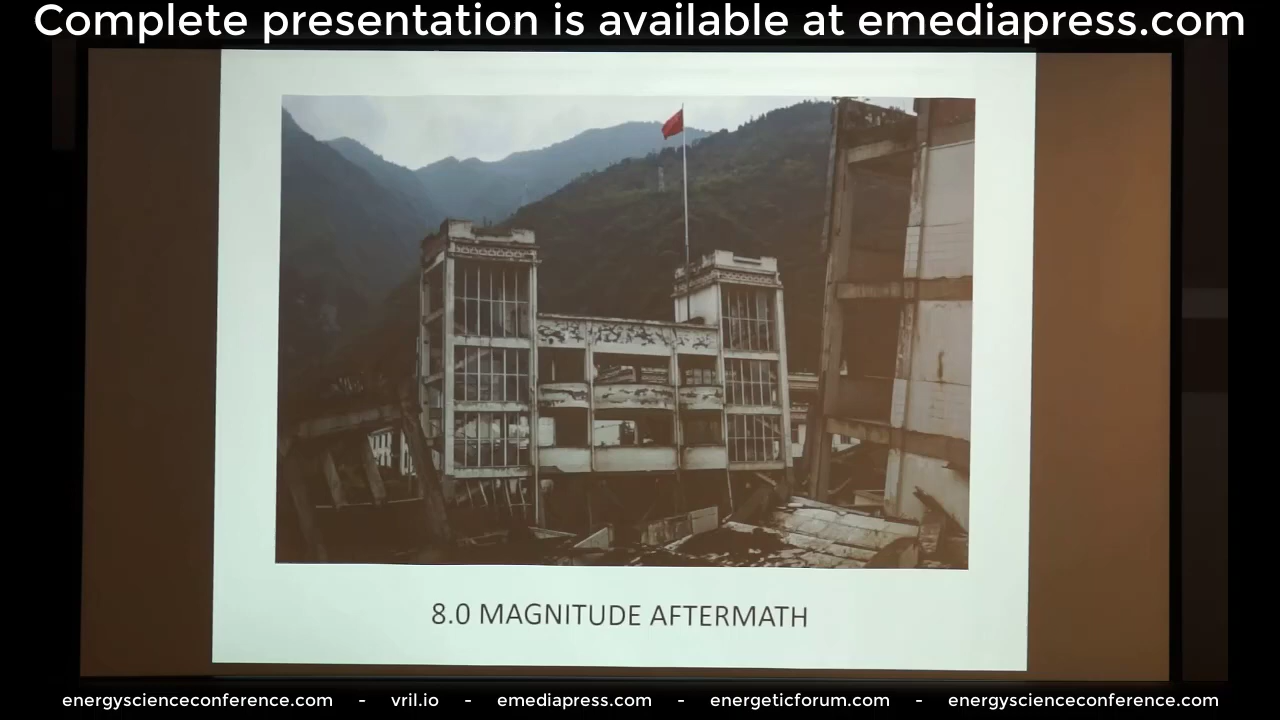 Complete presentation is available at emediapress.com
8.0 MAGNITUDE AFTERMATH
energyscienceconference.com - vril.io - emediapress.com - energeticforum.com - energyscienceconference.com